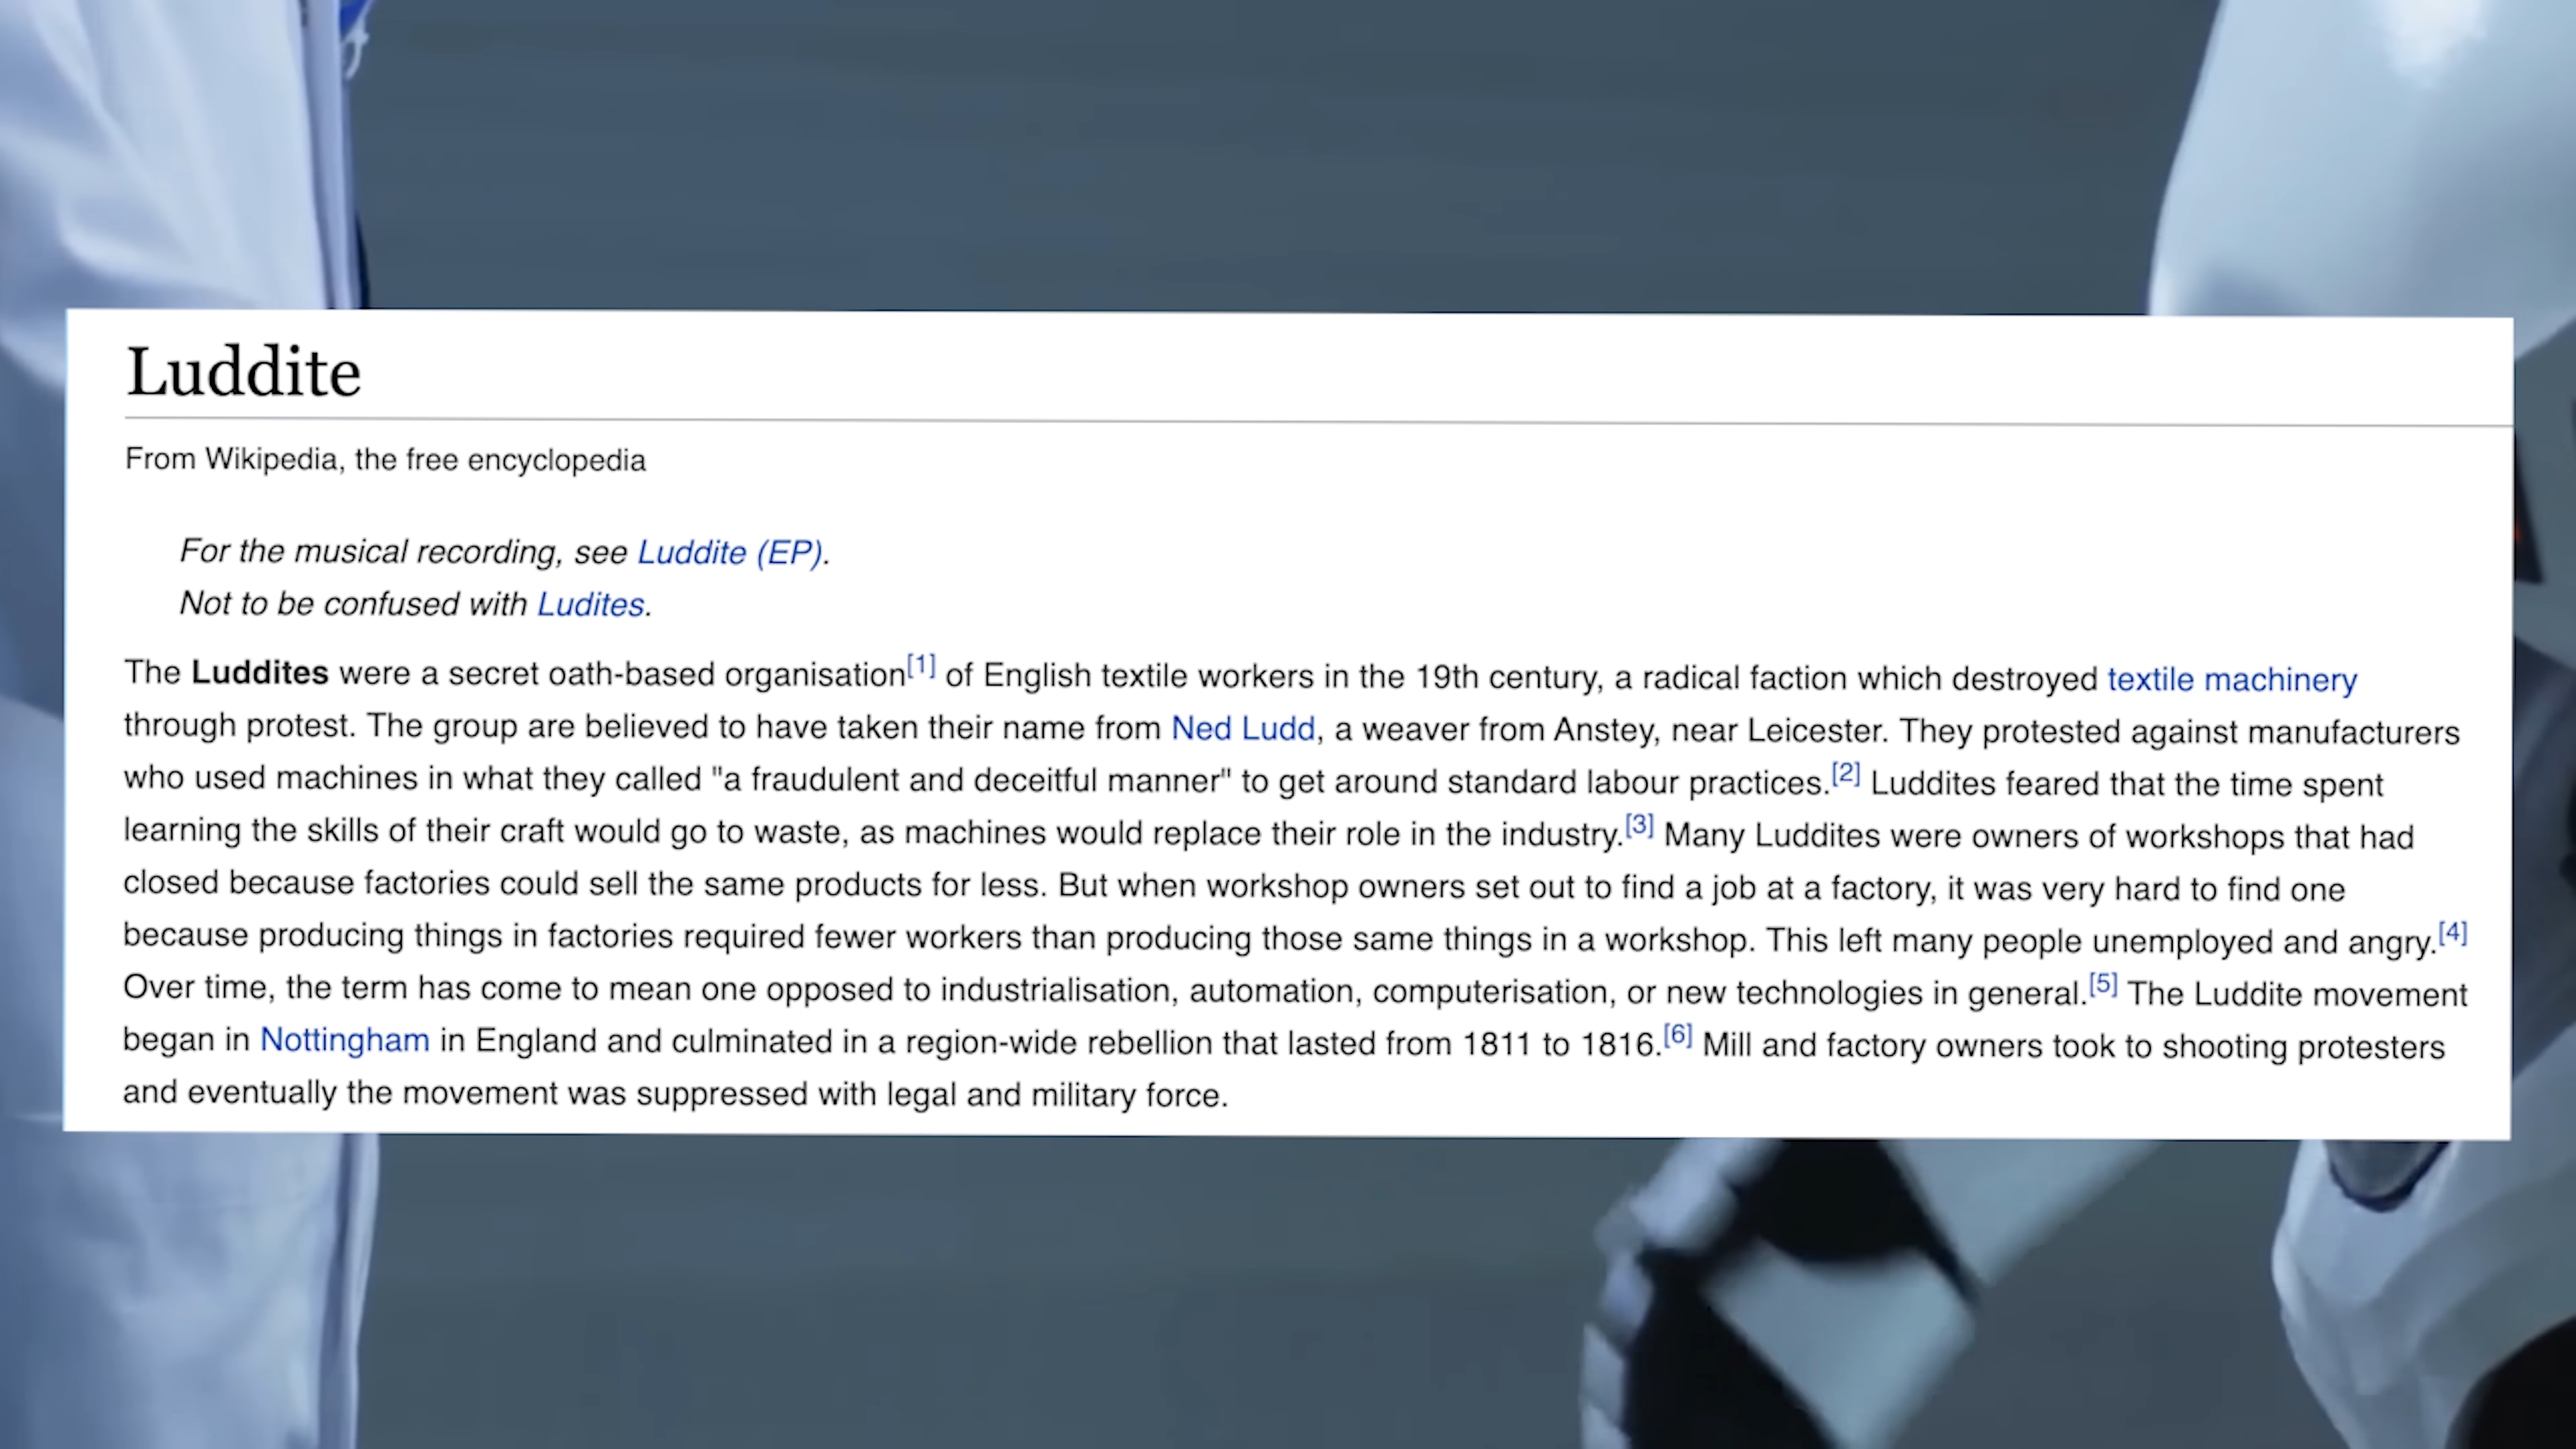 Luddite
From Wikipedia, the free encyclopedia
For the musical recording, see Luddite (EP).
Not to be confused with Ludites.
The Luddites were a secret oath-based organisation[1] of English textile workers in the 19th century, a radical faction which destroyed textile machinery
through protest. The group are believed to have taken their name from Ned Ludd, a weaver from Anstey, near Leicester. They protested against manufacturers
who used machines in what they called "a fraudulent and deceitful manner" to get around standard labour practices.[2] Luddites feared that the time spent
learning the skills of their craft would go to waste, as machines would replace their role in the industry.[3] Many Luddites were owners of workshops that had
closed because factories could sell the same products for less. But when workshop owners set out to find a job at a factory, it was very hard to find one
because producing things in factories required fewer workers than producing those same things in a workshop. This left many people unemployed and angry.[4]
Over time, the term has come to mean one opposed to industrialisation, automation, computerisation, or new technologies in general.[5] The Luddite movement
began in Nottingham in England and culminated in a region-wide rebellion that lasted from 1811 to 1816.[6] Mill and factory owners took to shooting protesters
and eventually the movement was suppressed with legal and military force.